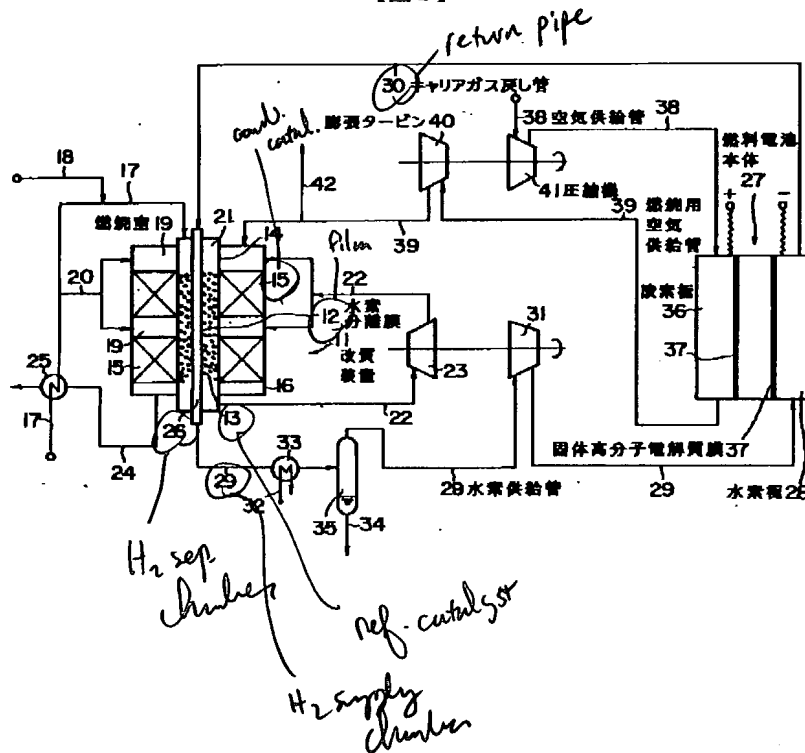 return pipe
30 キャリアガス戻し管
38 空気供給管
38
comb.
catal.
膨張タービン 40
燃料電池
本体
27
+
−
18
17
42
41 圧縮機
39 燃焼用
空気
供給管
39
燃焼室 19
21
14
film
20
15
22
水素
12 分離膜
11
改質
装置
31
酸素極
36
37
25
19
15
16
23
17
26
13
22
24
33
固体高分子電解質膜 37
29
32
35
34
29 水素供給管
29
水素極 28
H₂ sep.
chamber
ref. catalyst
H₂ supply
chamber